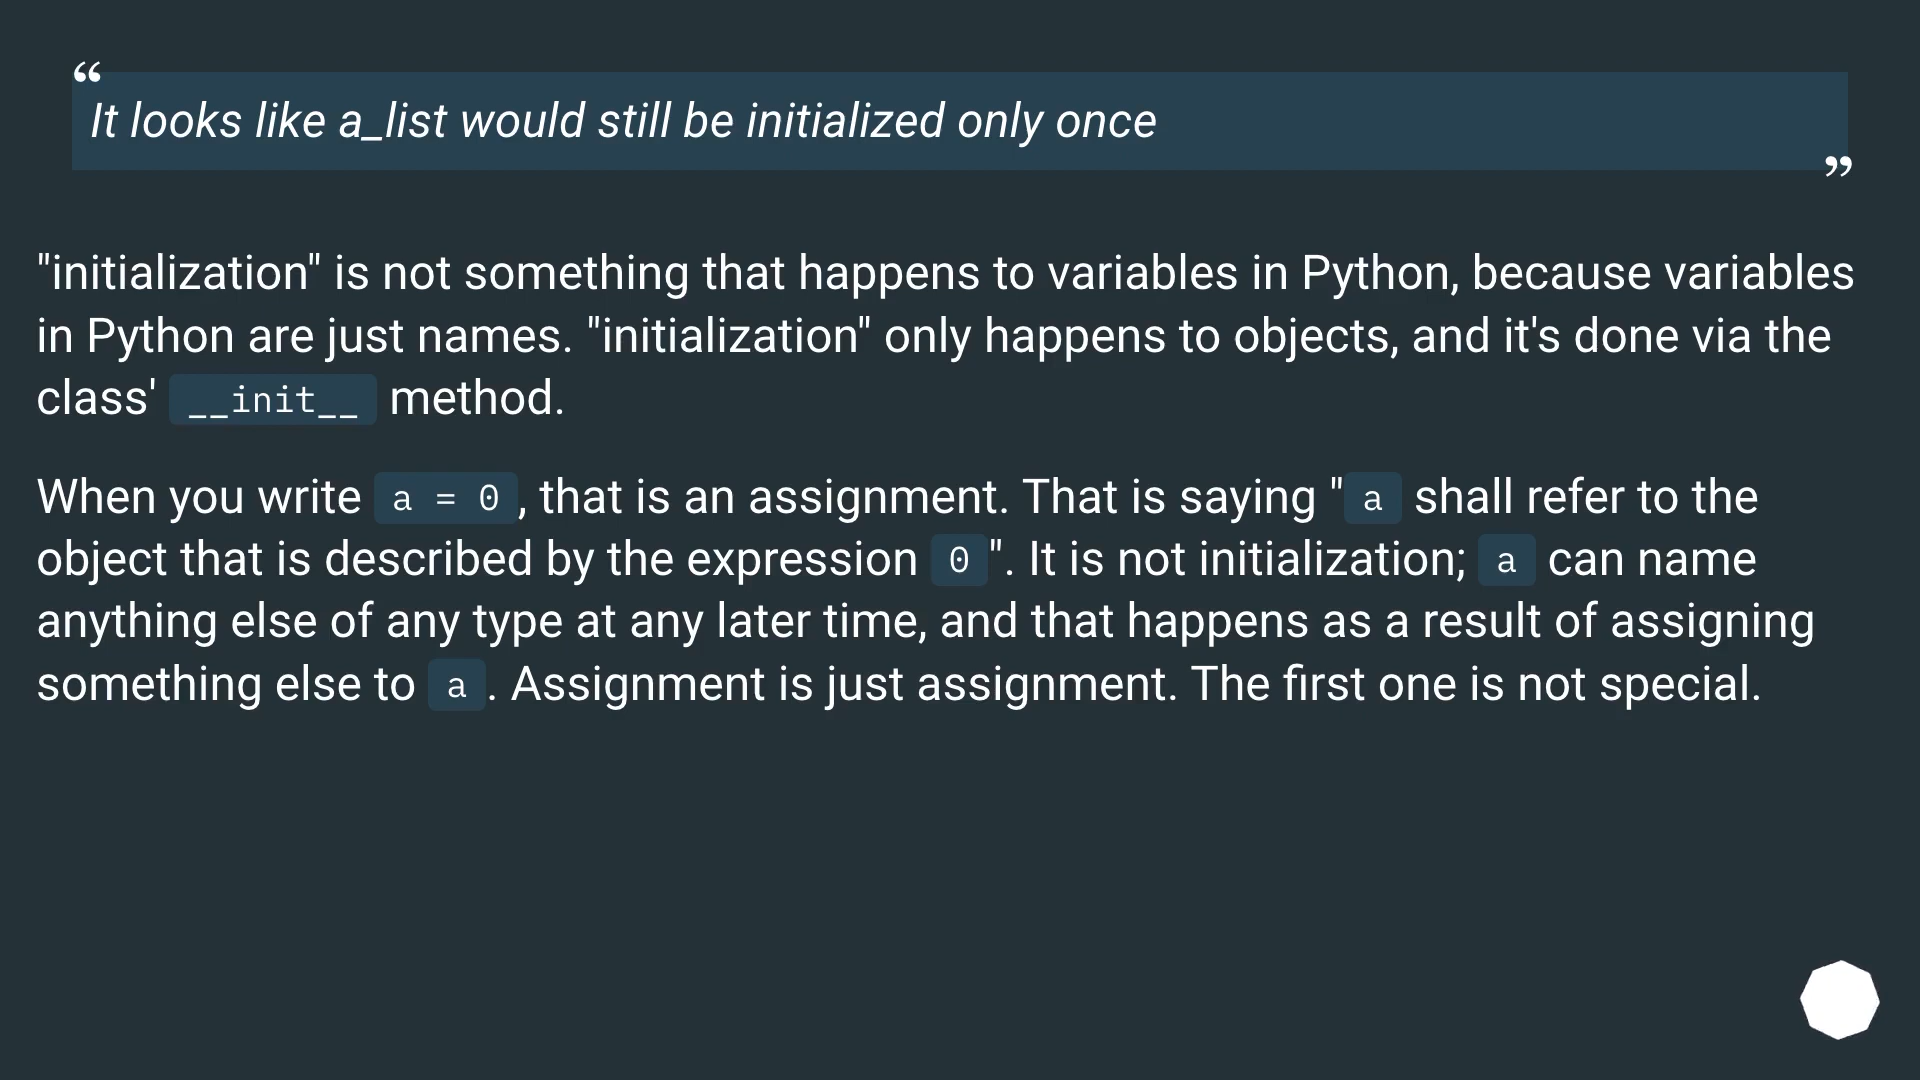 “
It looks like a_list would still be initialized only once
”
"initialization" is not something that happens to variables in Python, because variables
in Python are just names. "initialization" only happens to objects, and it's done via the
class' __init__ method.
When you write a = 0, that is an assignment. That is saying "a shall refer to the
object that is described by the expression 0". It is not initialization; a can name
anything else of any type at any later time, and that happens as a result of assigning
something else to a. Assignment is just assignment. The first one is not special.